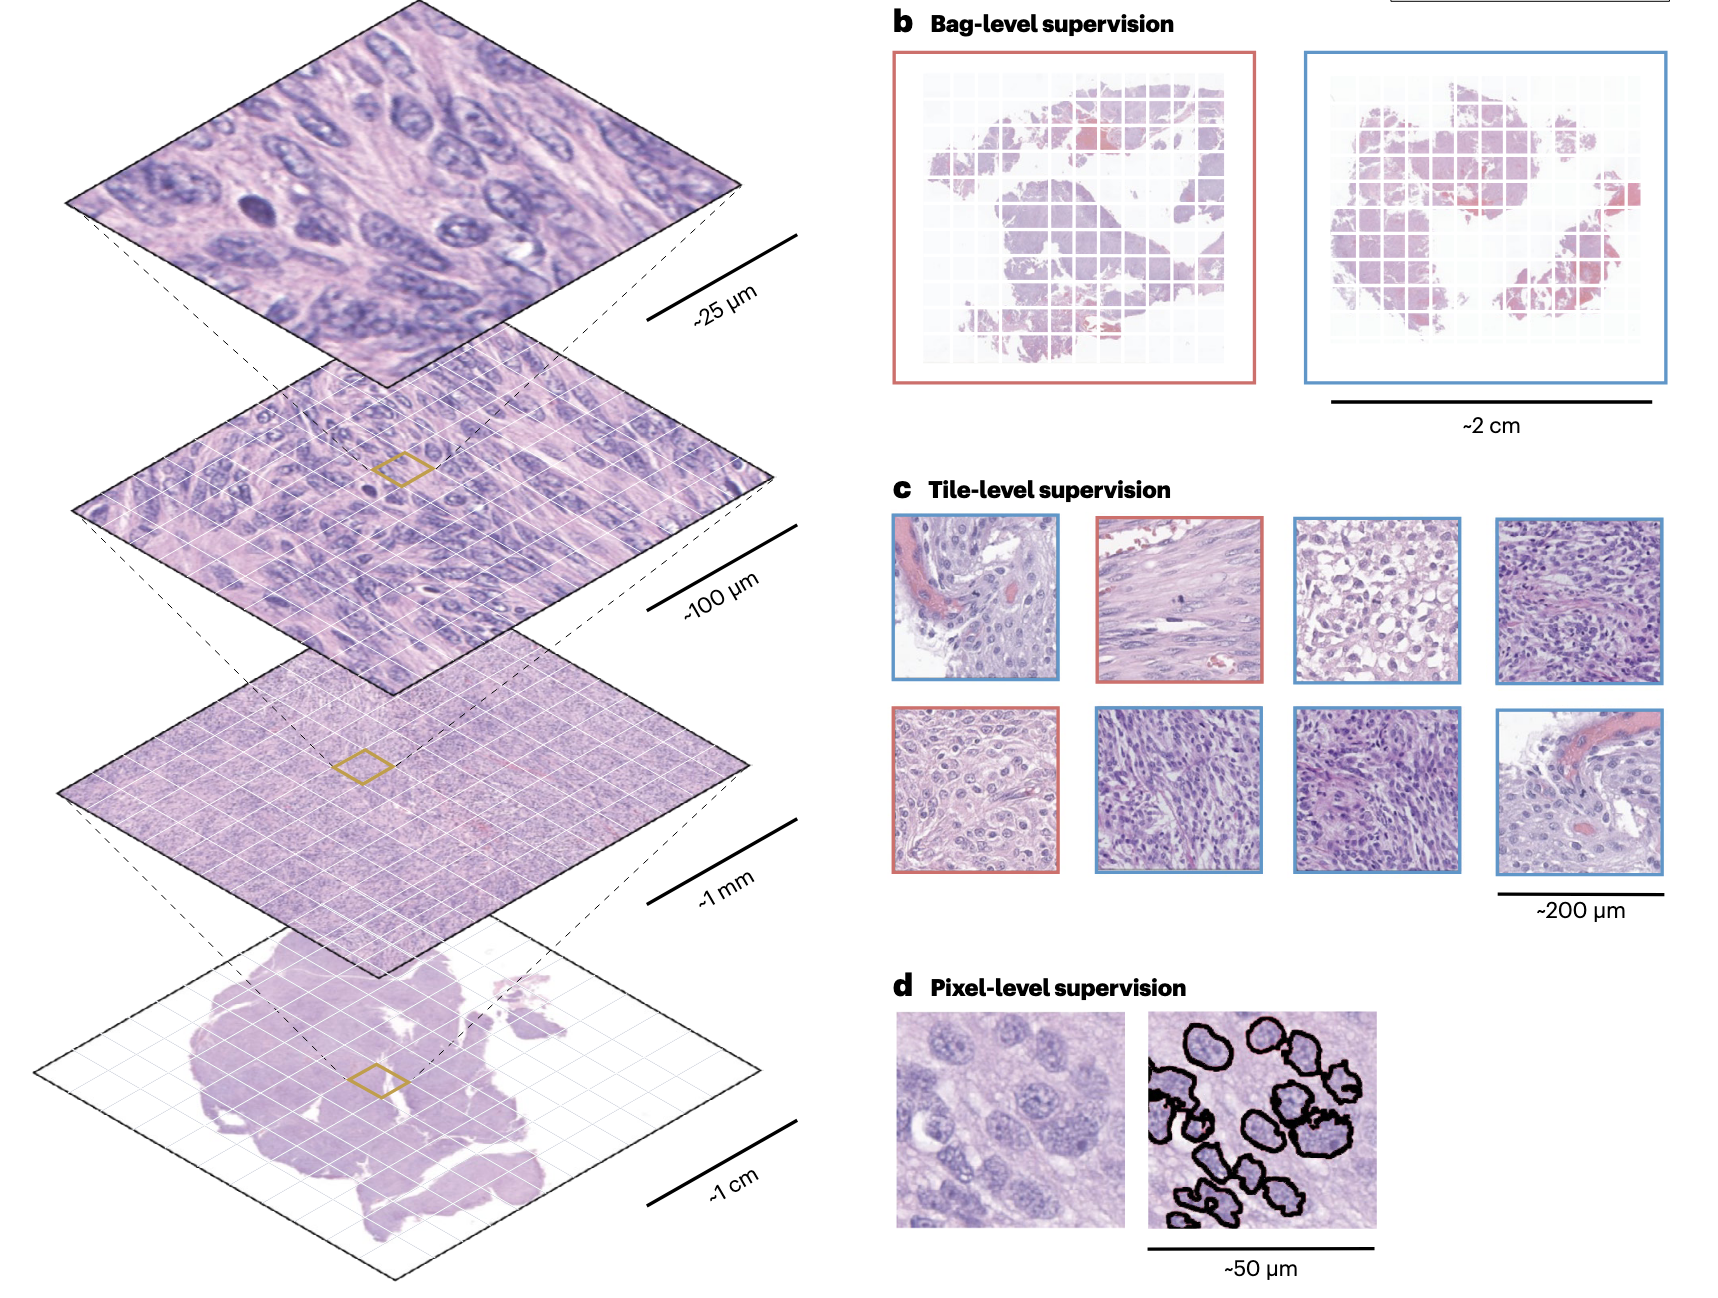 ~25 µm
~100 µm
~1 mm
~1 cm
b Bag-level supervision
~2 cm
c Tile-level supervision
~200 µm
d Pixel-level supervision
~50 µm